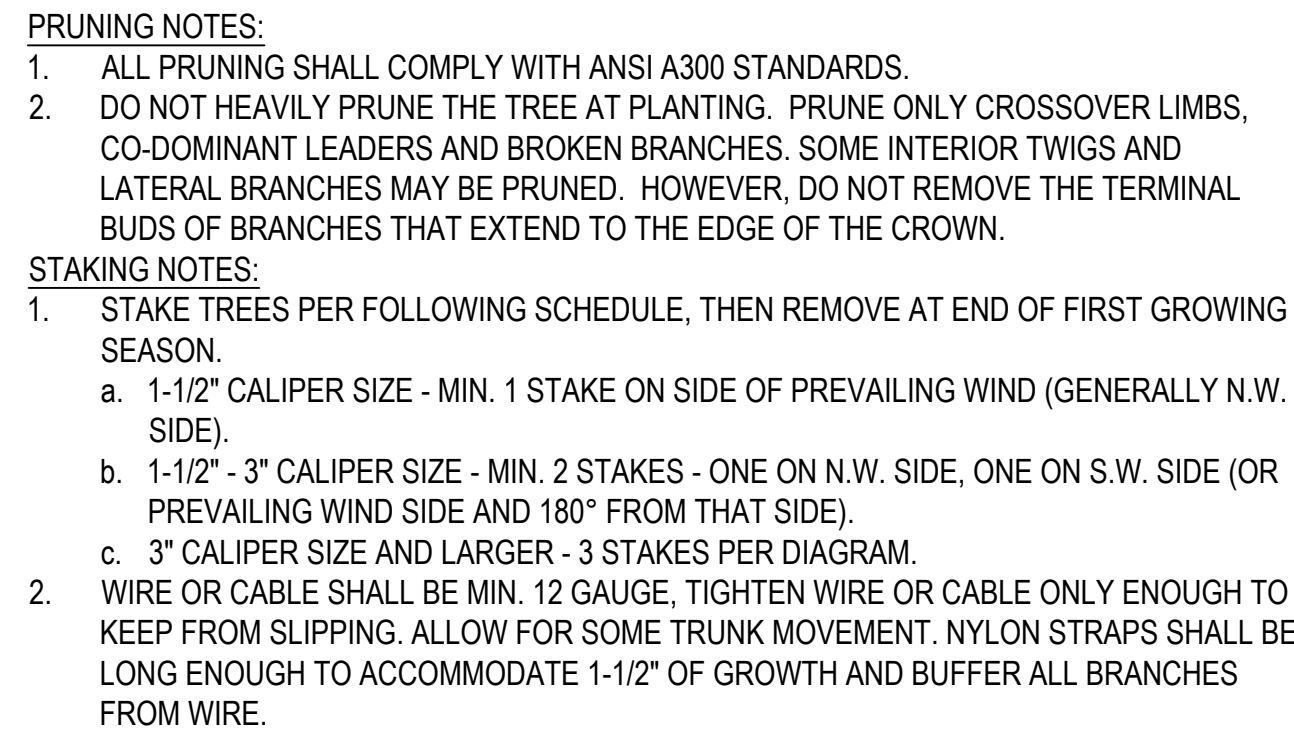 PRUNING NOTES:
1. ALL PRUNING SHALL COMPLY WITH ANSI A300 STANDARDS.
2. DO NOT HEAVILY PRUNE THE TREE AT PLANTING.  PRUNE ONLY CROSSOVER LIMBS,
CO-DOMINANT LEADERS AND BROKEN BRANCHES. SOME INTERIOR TWIGS AND
LATERAL BRANCHES MAY BE PRUNED.  HOWEVER, DO NOT REMOVE THE TERMINAL
BUDS OF BRANCHES THAT EXTEND TO THE EDGE OF THE CROWN.
STAKING NOTES:
1. STAKE TREES PER FOLLOWING SCHEDULE, THEN REMOVE AT END OF FIRST GROWING
SEASON.
a. 1-1/2" CALIPER SIZE - MIN. 1 STAKE ON SIDE OF PREVAILING WIND (GENERALLY N.W.
SIDE).
b. 1-1/2" - 3" CALIPER SIZE - MIN. 2 STAKES - ONE ON N.W. SIDE, ONE ON S.W. SIDE (OR
PREVAILING WIND SIDE AND 180° FROM THAT SIDE).
c. 3" CALIPER SIZE AND LARGER - 3 STAKES PER DIAGRAM.
2. WIRE OR CABLE SHALL BE MIN. 12 GAUGE, TIGHTEN WIRE OR CABLE ONLY ENOUGH TO
KEEP FROM SLIPPING. ALLOW FOR SOME TRUNK MOVEMENT. NYLON STRAPS SHALL BE
LONG ENOUGH TO ACCOMMODATE 1-1/2" OF GROWTH AND BUFFER ALL BRANCHES
FROM WIRE.